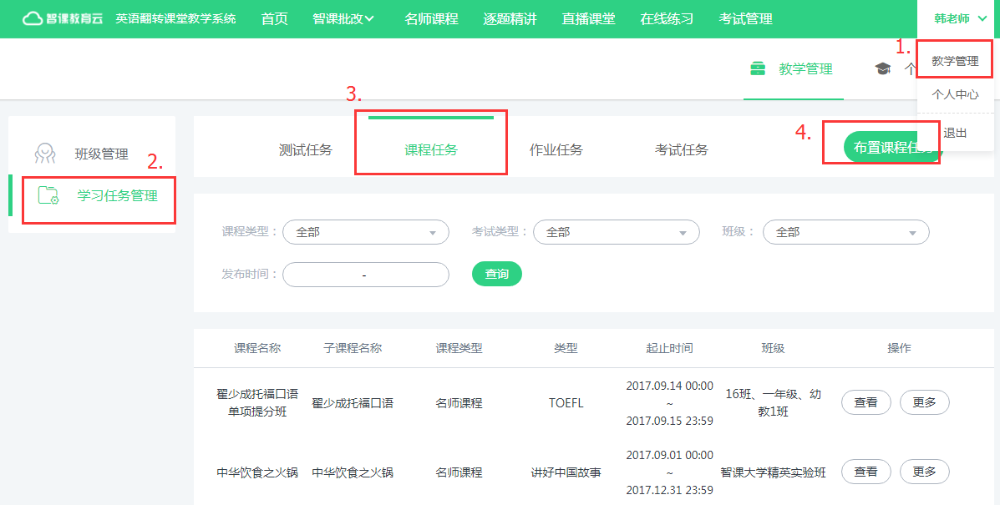 智课教育云 英语翻转课堂教学系统 首页 智课批改 名师课程 逐题精讲 直播课堂 在线练习 考试管理 韩老师
1.
教学管理 个 教学管理
个人中心
3.
4. 退出
班级管理 测试任务 课程任务 作业任务 考试任务 布置课程任
2.
学习任务管理
课程类型： 全部 考试类型： 全部 班级： 全部
发布时间： - 查询
课程名称 子课程名称 课程类型 类型 起止时间 班级 操作
翟少成托福口语
单项提分班
翟少成托福口语 名师课程 TOEFL
2017.09.14 00:00
~
2017.09.15 23:59
16班、一年级、幼
教1班
查看 更多
中华饮食之火锅 中华饮食之火锅 名师课程 讲好中国故事
2017.09.01 00:00
~
2017.12.31 23:59
智课大学精英实验班 查看 更多